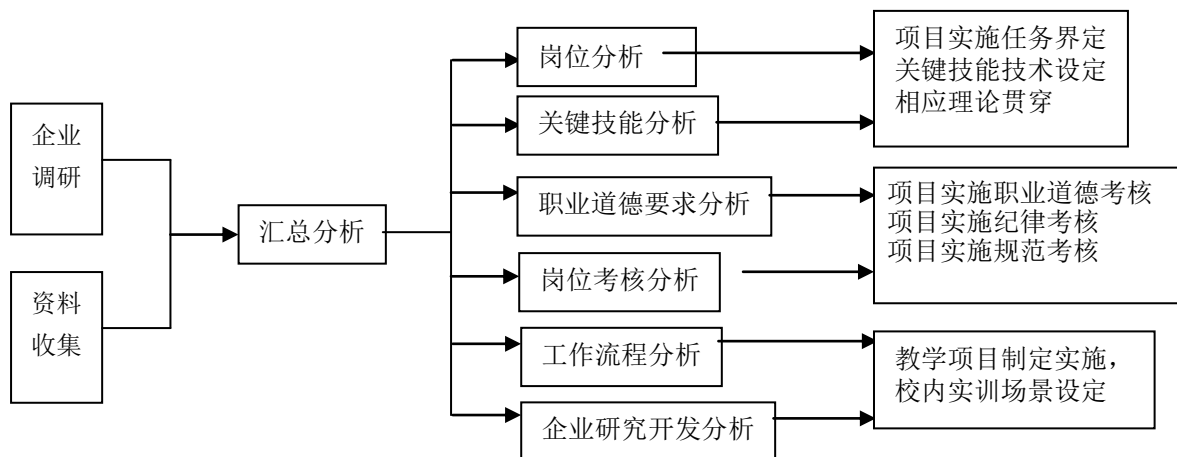 企业
调研
资料
收集
汇总分析
岗位分析
关键技能分析
职业道德要求分析
岗位考核分析
工作流程分析
企业研究开发分析
项目实施任务界定
关键技能技术设定
相应理论贯穿
项目实施职业道德考核
项目实施纪律考核
项目实施规范考核
教学项目制定实施，
校内实训场景设定